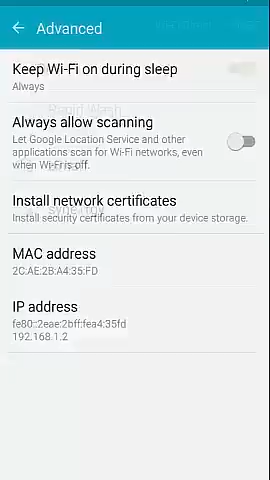 Advanced
Keep Wi-Fi on during sleep
Always
Rapid Wash
Always allow scanning
Let Google Location Service and other
applications scan for Wi-Fi networks, even
when Wi-Fi is off.
Install network certificates
synergy
Install security certificates from your device storage.
MAC address
2C:AE:2B:A4:35:FD
IP address
fe80::2eae:2bff:fea4:35fd
192.168.1.2